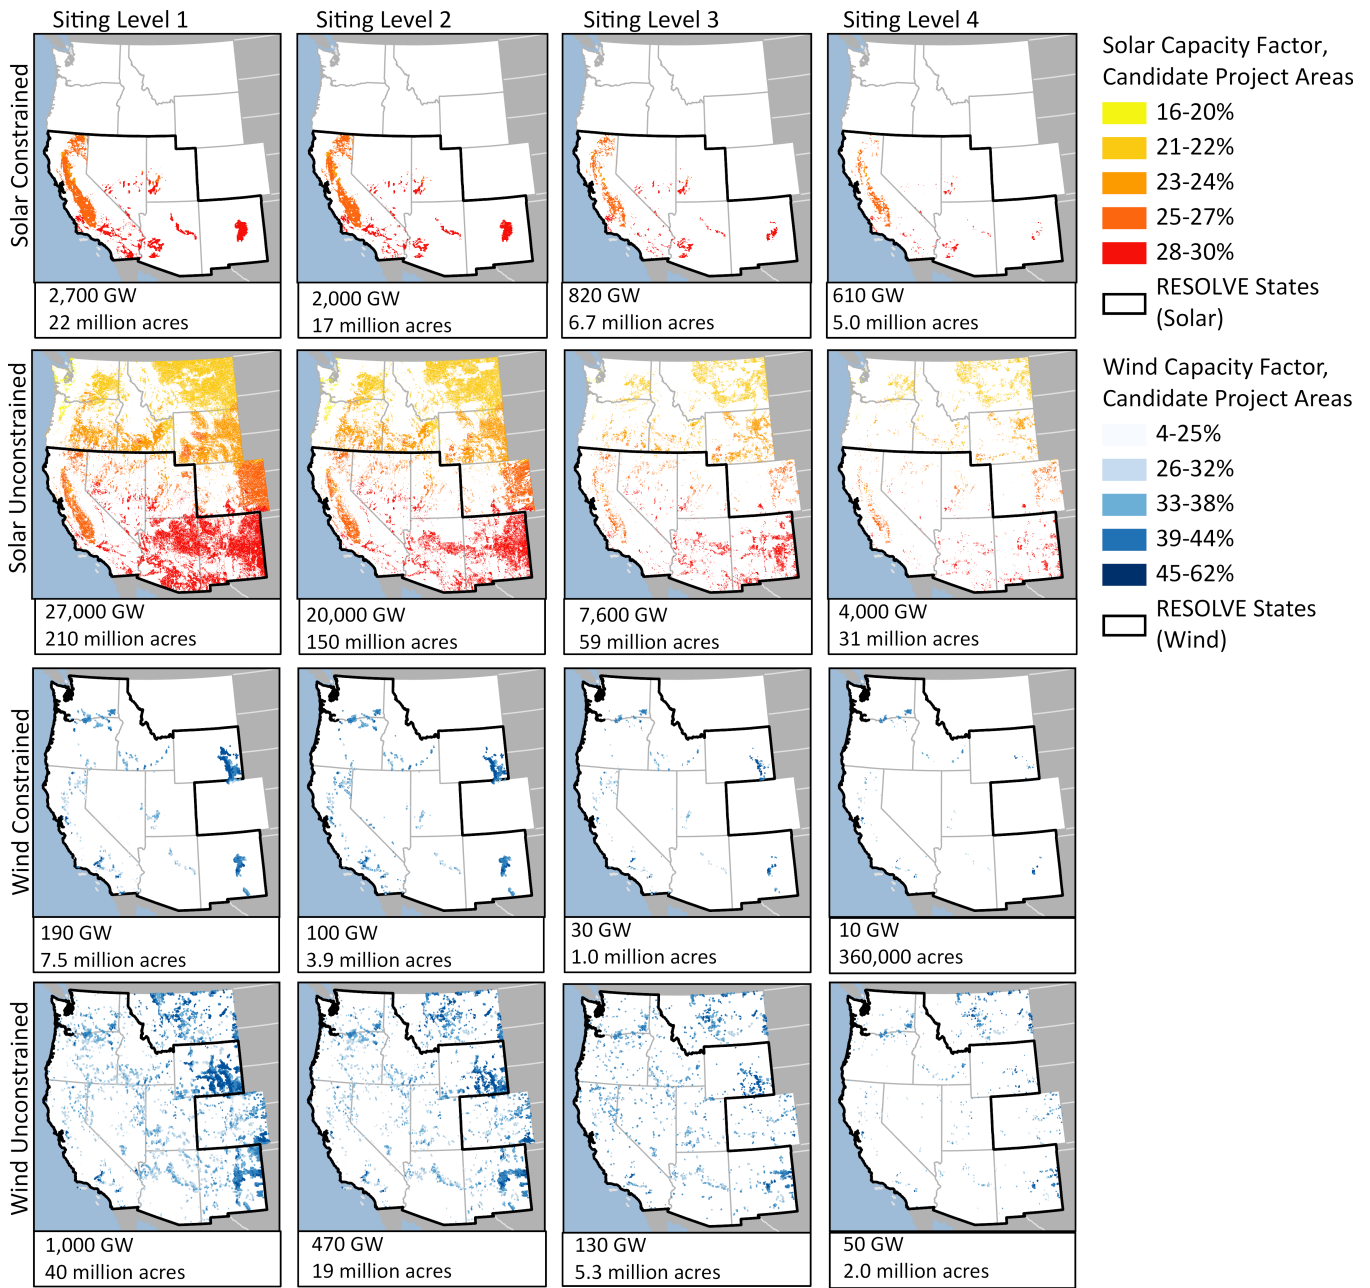 Siting Level 1
Siting Level 2
Siting Level 3
Siting Level 4
Solar Constrained
2,700 GW
22 million acres
2,000 GW
17 million acres
820 GW
6.7 million acres
610 GW
5.0 million acres
Solar Unconstrained
27,000 GW
210 million acres
20,000 GW
150 million acres
7,600 GW
59 million acres
4,000 GW
31 million acres
Wind Constrained
190 GW
7.5 million acres
100 GW
3.9 million acres
30 GW
1.0 million acres
10 GW
360,000 acres
Wind Unconstrained
1,000 GW
40 million acres
470 GW
19 million acres
130 GW
5.3 million acres
50 GW
2.0 million acres
Solar Capacity Factor,
Candidate Project Areas
16-20%
21-22%
23-24%
25-27%
28-30%
RESOLVE States
(Solar)
Wind Capacity Factor,
Candidate Project Areas
4-25%
26-32%
33-38%
39-44%
45-62%
RESOLVE States
(Wind)